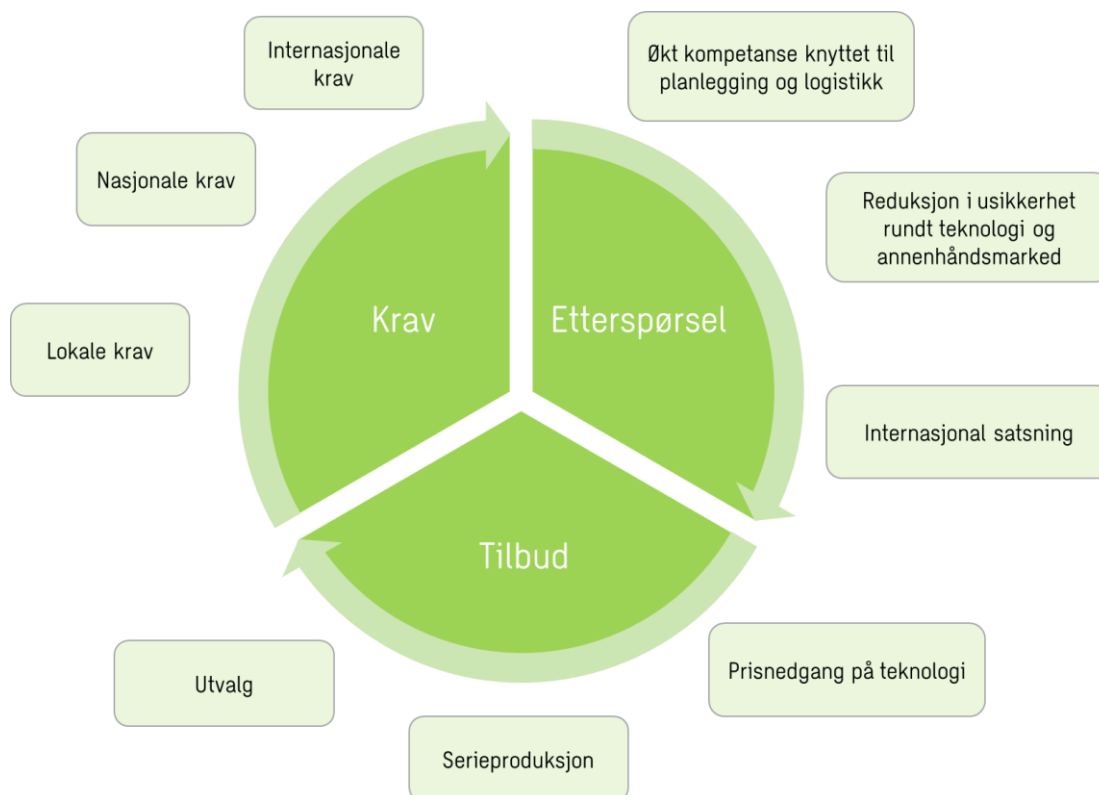 Internasjonale
krav
Økt kompetanse knyttet til
planlegging og logistikk
Nasjonale krav
Reduksjon i usikkerhet
rundt teknologi og
annenhåndsmarked
Krav
Etterspørsel
Lokale krav
Internasjonal satsning
Tilbud
Utvalg
Prisnedgang på teknologi
Serieproduksjon